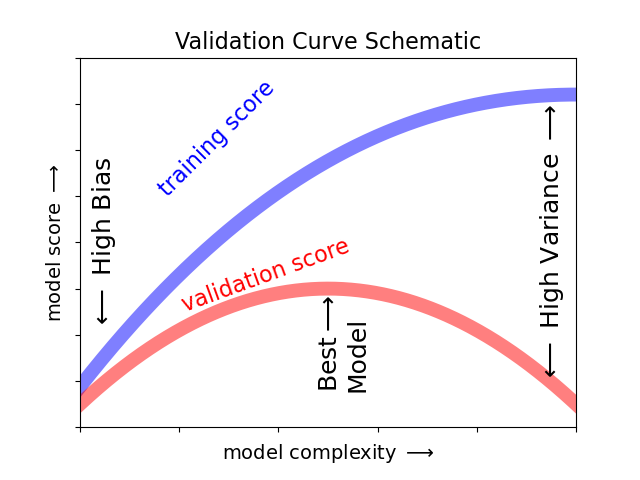 Validation Curve Schematic
training score
validation score
⟵ High Bias
Best ⟶
Model
⟵ High Variance ⟶
model score ⟶
model complexity ⟶